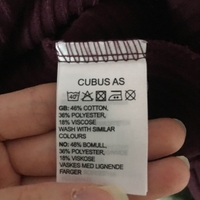 CUBUS AS
GB: 46% COTTON,
36% POLYESTER,
18% VISCOSE
WASH WITH SIMILAR
COLOURS
NO: 46% BOMULL,
36% POLYESTER,
18% VISKOSE
VASKES MED LIGNENDE
FARGER